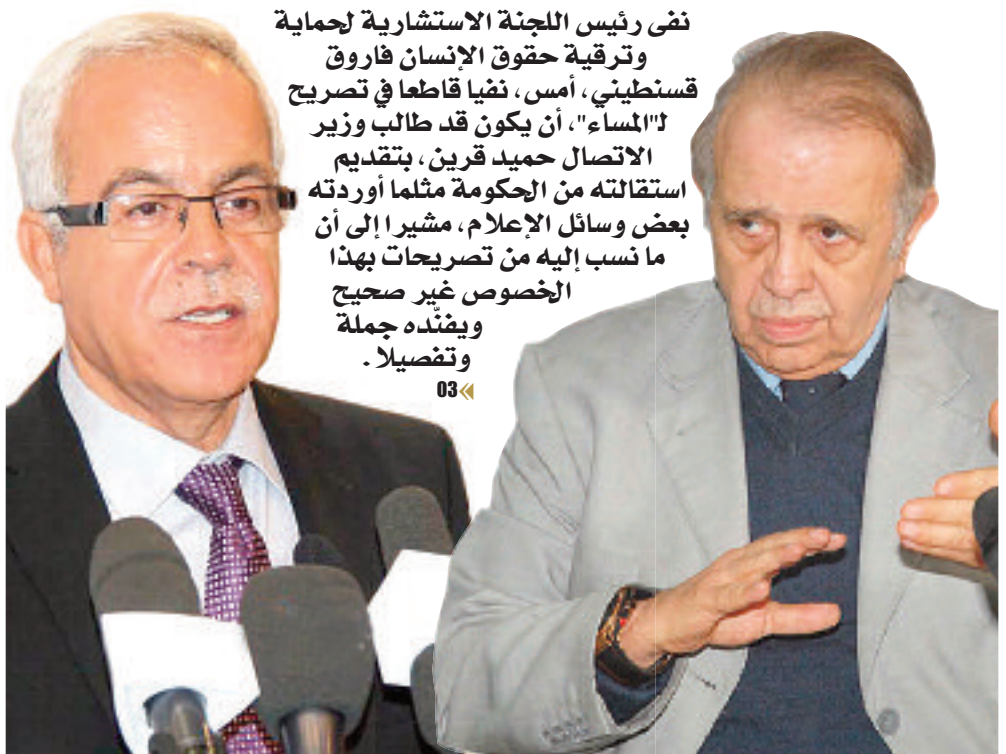 نفى رئيس اللجنة الاستشارية لحماية
وترقية حقوق الإنسان فاروق
قسنطيني، أمس، نفيا قاطعا في تصريح
لـ"المساء"، أن يكون قد طالب وزير
الاتصال حميد قرين، بتقديم
استقالته من الحكومة مثلما أوردته
بعض وسائل الإعلام، مشيرا إلى أن
ما نسب إليه من تصريحات بهذا
الخصوص غير صحيح
ويفنّده جملة
وتفصيلا.
03